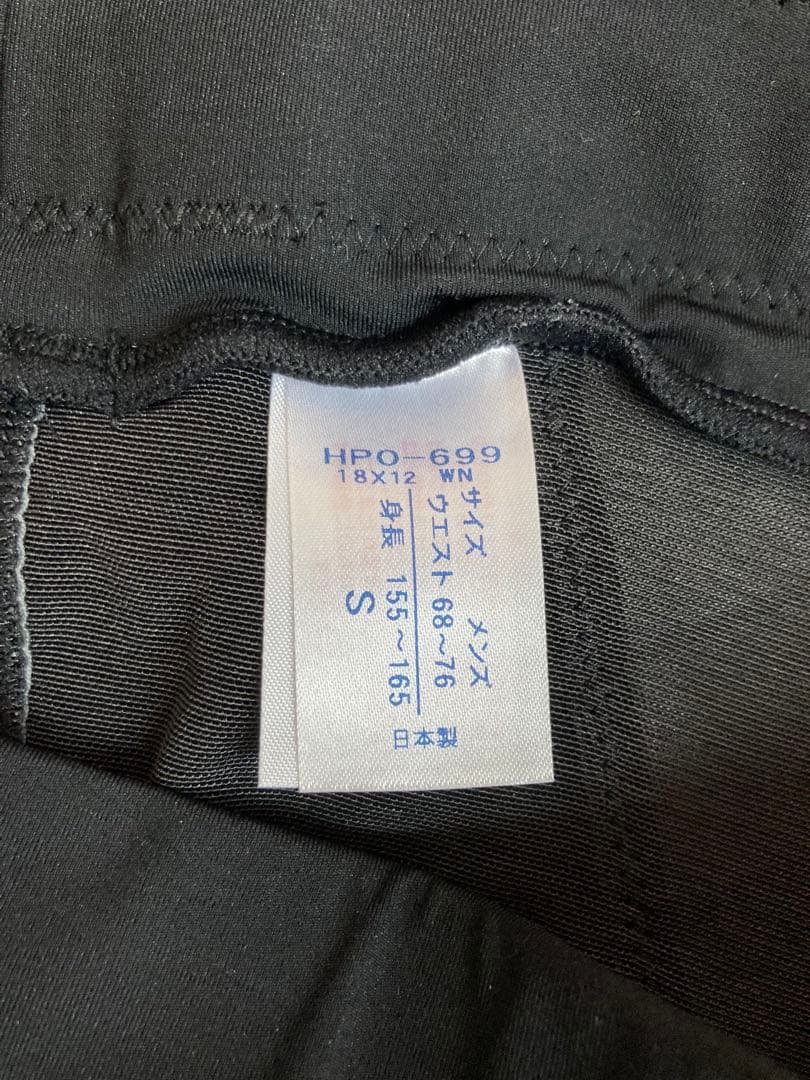 HPO-699
18X12 WN
サイズ メンズ
ウエスト 68～76
身長 155～165
S
日本製